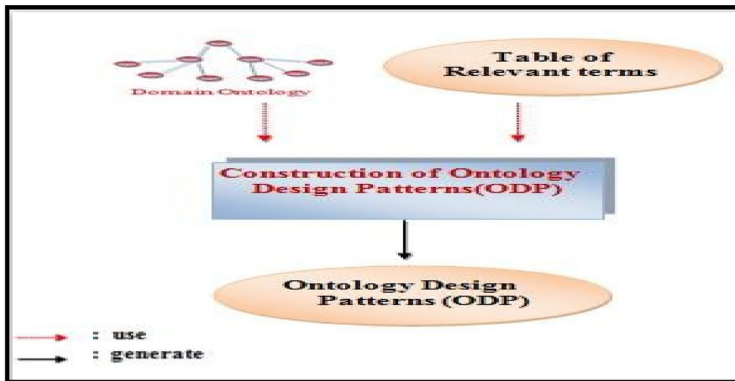 Table of
Relevant terms
Domain Ontology
Construction of Ontology
Design Patterns(ODP)
Ontology Design
Patterns (ODP)
: use
: generate